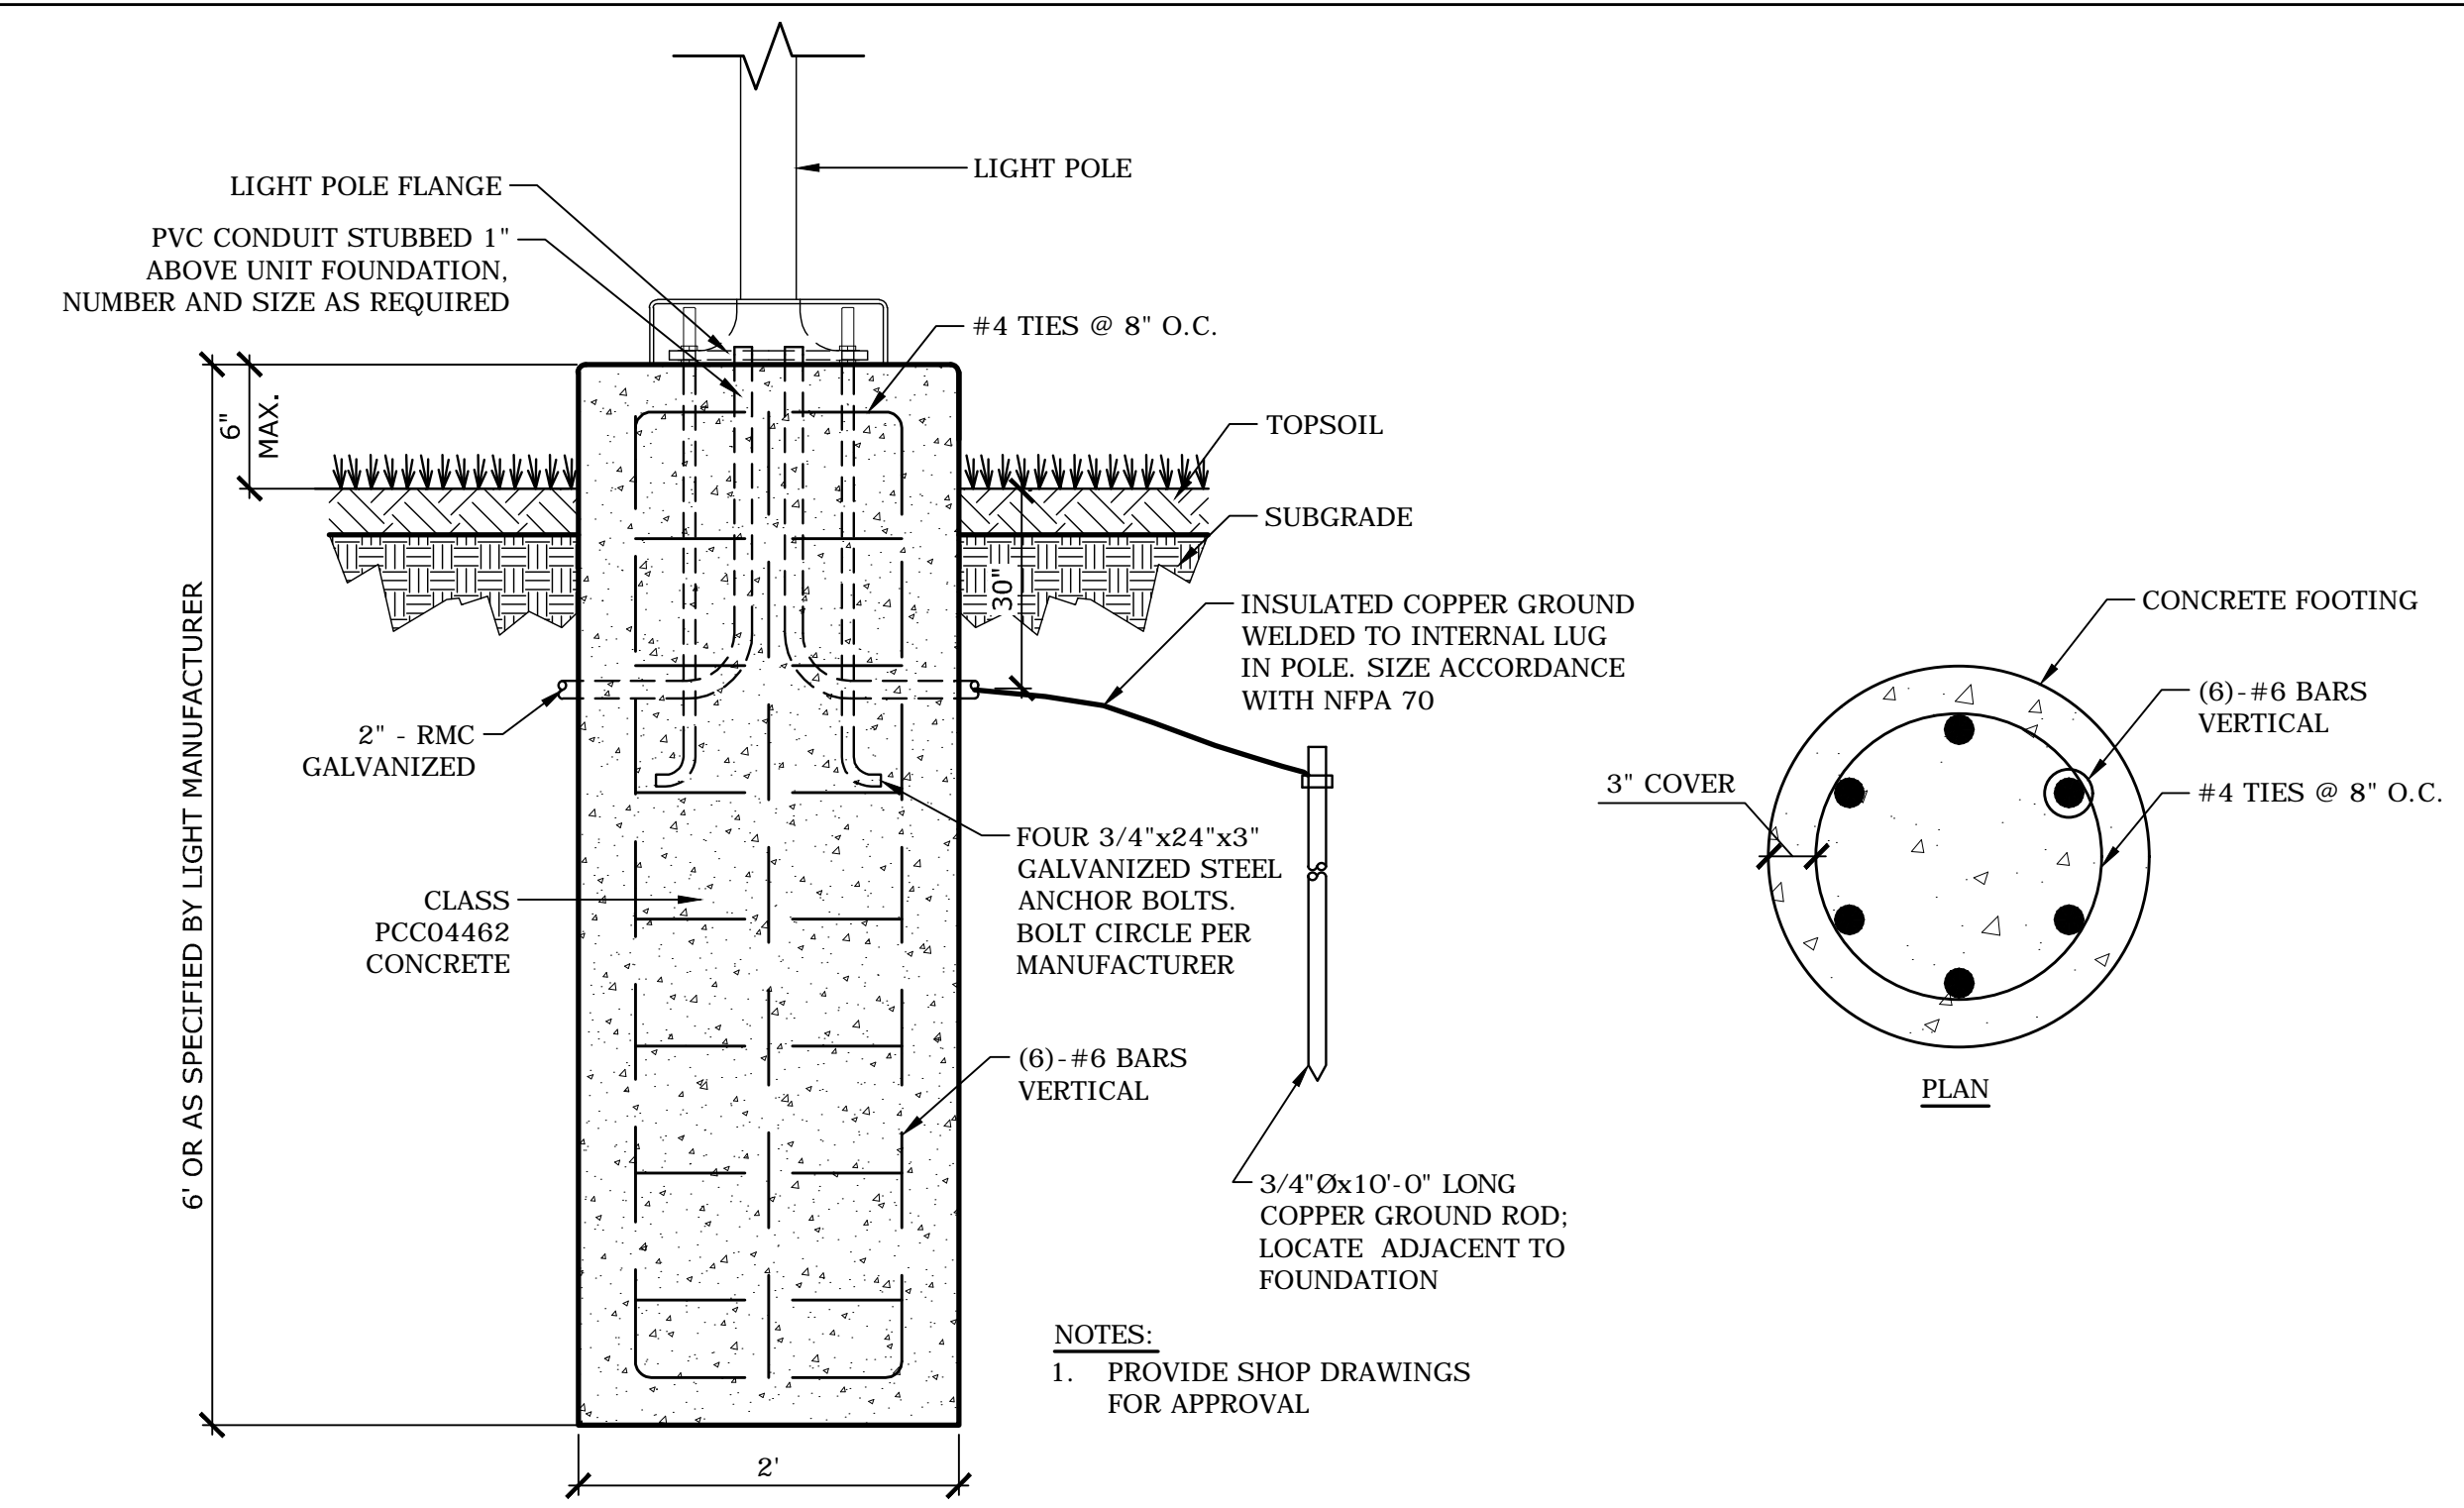 LIGHT POLE
LIGHT POLE FLANGE
PVC CONDUIT STUBBED 1"
ABOVE UNIT FOUNDATION,
NUMBER AND SIZE AS REQUIRED
#4 TIES @ 8" O.C.
6"
MAX.
TOPSOIL
SUBGRADE
30"
6' OR AS SPECIFIED BY LIGHT MANUFACTURER
INSULATED COPPER GROUND
WELDED TO INTERNAL LUG
IN POLE. SIZE ACCORDANCE
WITH NFPA 70
2" - RMC
GALVANIZED
FOUR 3/4"x24"x3"
GALVANIZED STEEL
ANCHOR BOLTS.
BOLT CIRCLE PER
MANUFACTURER
CLASS
PCC04462
CONCRETE
(6)-#6 BARS
VERTICAL
3/4"Øx10'-0" LONG
COPPER GROUND ROD;
LOCATE ADJACENT TO
FOUNDATION
NOTES:
1. PROVIDE SHOP DRAWINGS
FOR APPROVAL
2'
CONCRETE FOOTING
(6)-#6 BARS
VERTICAL
3" COVER
#4 TIES @ 8" O.C.
PLAN